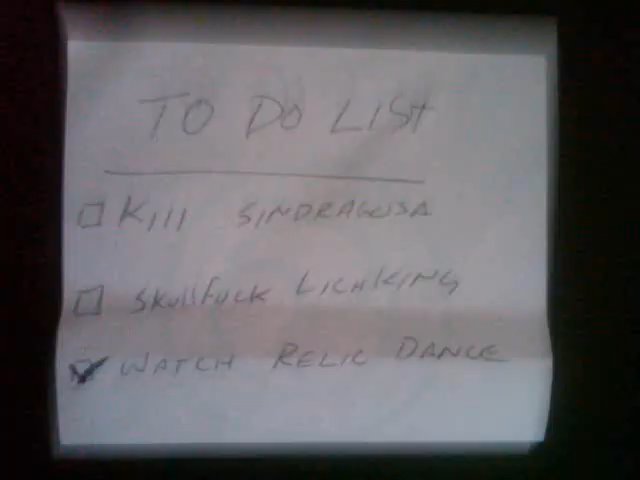 TO DO LIST
Kill SINDRAGOSA
Skullfuck LICHKING
WATCH RELIC DANCE